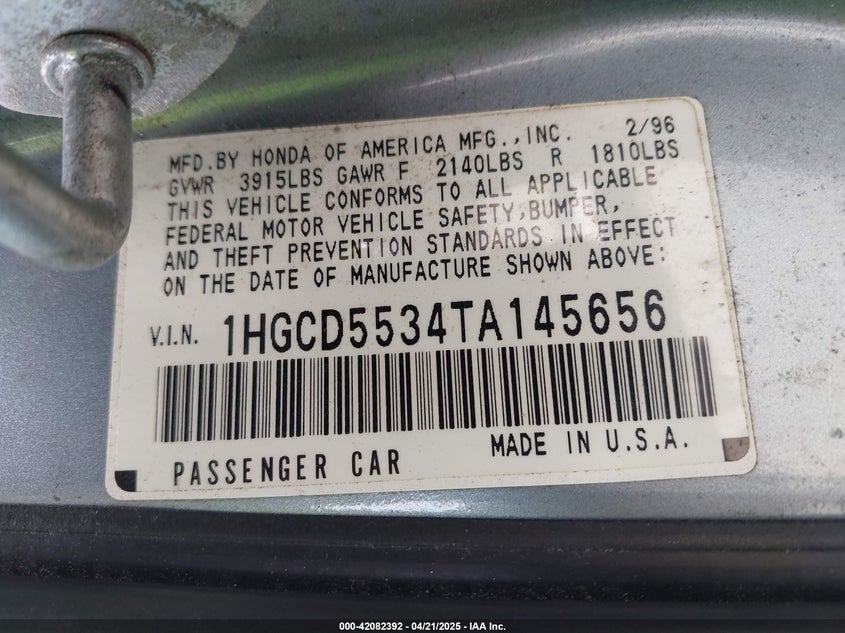 MFD.BY HONDA OF AMERICA MFG.,INC. 2/96
GVWR 3915LBS GAWR F 2140LBS R 1810LBS
THIS VEHICLE CONFORMS TO ALL APPLICABLE
FEDERAL MOTOR VEHICLE SAFETY,BUMPER,
AND THEFT PREVENTION STANDARDS IN EFFECT
ON THE DATE OF MANUFACTURE SHOWN ABOVE:
V.I.N. 1HGCD5534TA145656
PASSENGER CAR MADE IN U.S.A.
000-42082392 - 04/21/2025 - IAA Inc.